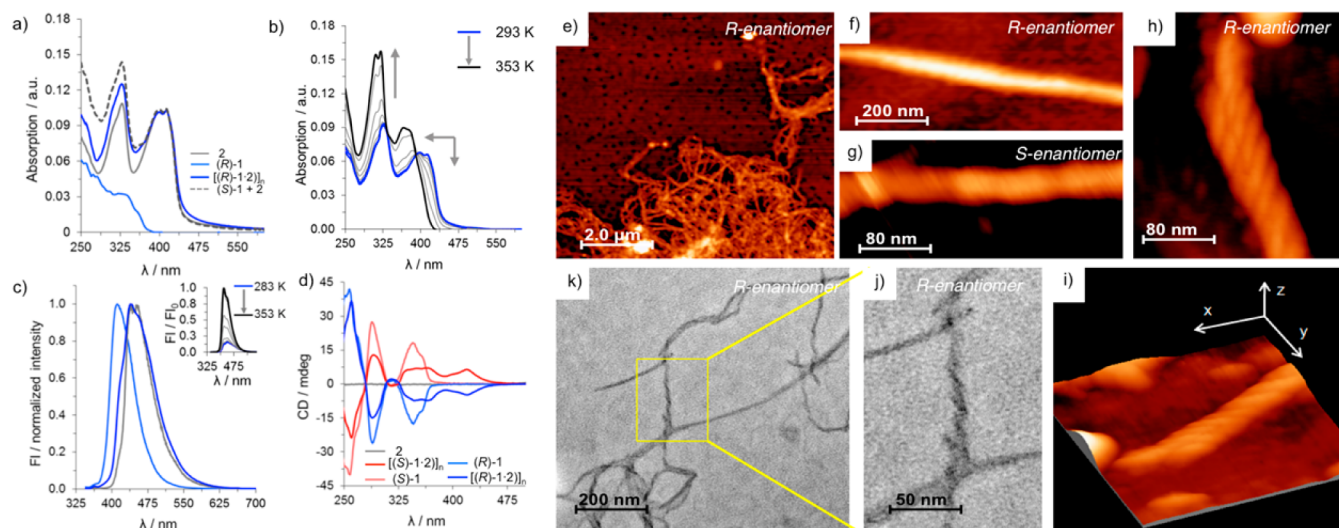 a)
Absorption / a.u.
0.18
0.15
0.12
0.09
0.06
0.03
0.00
2
(R)-1
[(R)-1·2)]n
(S)-1 + 2
250 325 400 475 550
λ / nm
b)
Absorption / a.u.
0.18
0.15
0.12
0.09
0.06
0.03
0.00
293 K
353 K
250 325 400 475 550
λ / nm
c)
FI / normalized intensity
1.0
0.8
0.6
0.4
0.2
0.0
325 400 475 550 625 700
λ / nm
FI / FI0
1.0
0.8
0.5
0.3
0.0
283 K
353 K
325 475
λ / nm
d)
CD / mdeg
45
30
15
0
-15
-30
-45
2
[(S)-1·2)]n
(S)-1
(R)-1
[(R)-1·2)]n
250 325 400 475 550
λ / nm
e)
R-enantiomer
2.0 µm
f)
R-enantiomer
200 nm
g)
S-enantiomer
80 nm
h)
R-enantiomer
80 nm
k)
R-enantiomer
200 nm
j)
R-enantiomer
50 nm
i)
x
z
y